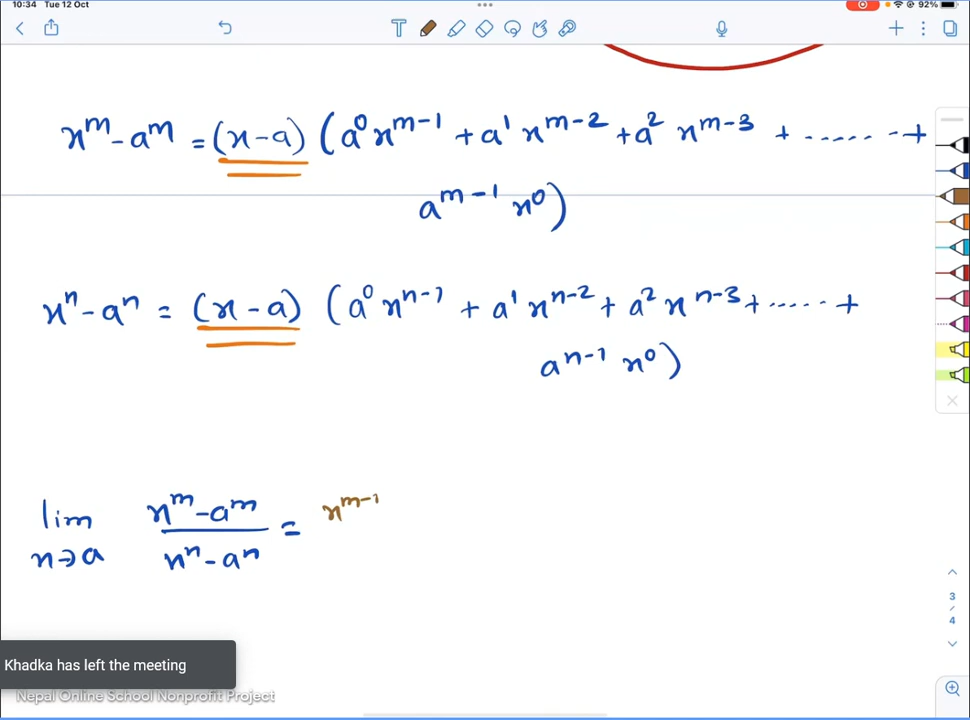 10:34 Tue 12 Oct 92%
x^m - a^m = (x - a) (a^0 x^{m-1} + a^1 x^{m-2} + a^2 x^{m-3} + ....... +
a^{m-1} x^0)
x^n - a^n = (x - a) (a^0 x^{n-1} + a^1 x^{n-2} + a^2 x^{n-3} + ...... +
a^{n-1} x^0)
lim x→a (x^m - a^m)/(x^n - a^n) = x^{m-1}
3
/
4
Khadka has left the meeting
Nepal Online School Nonprofit Project